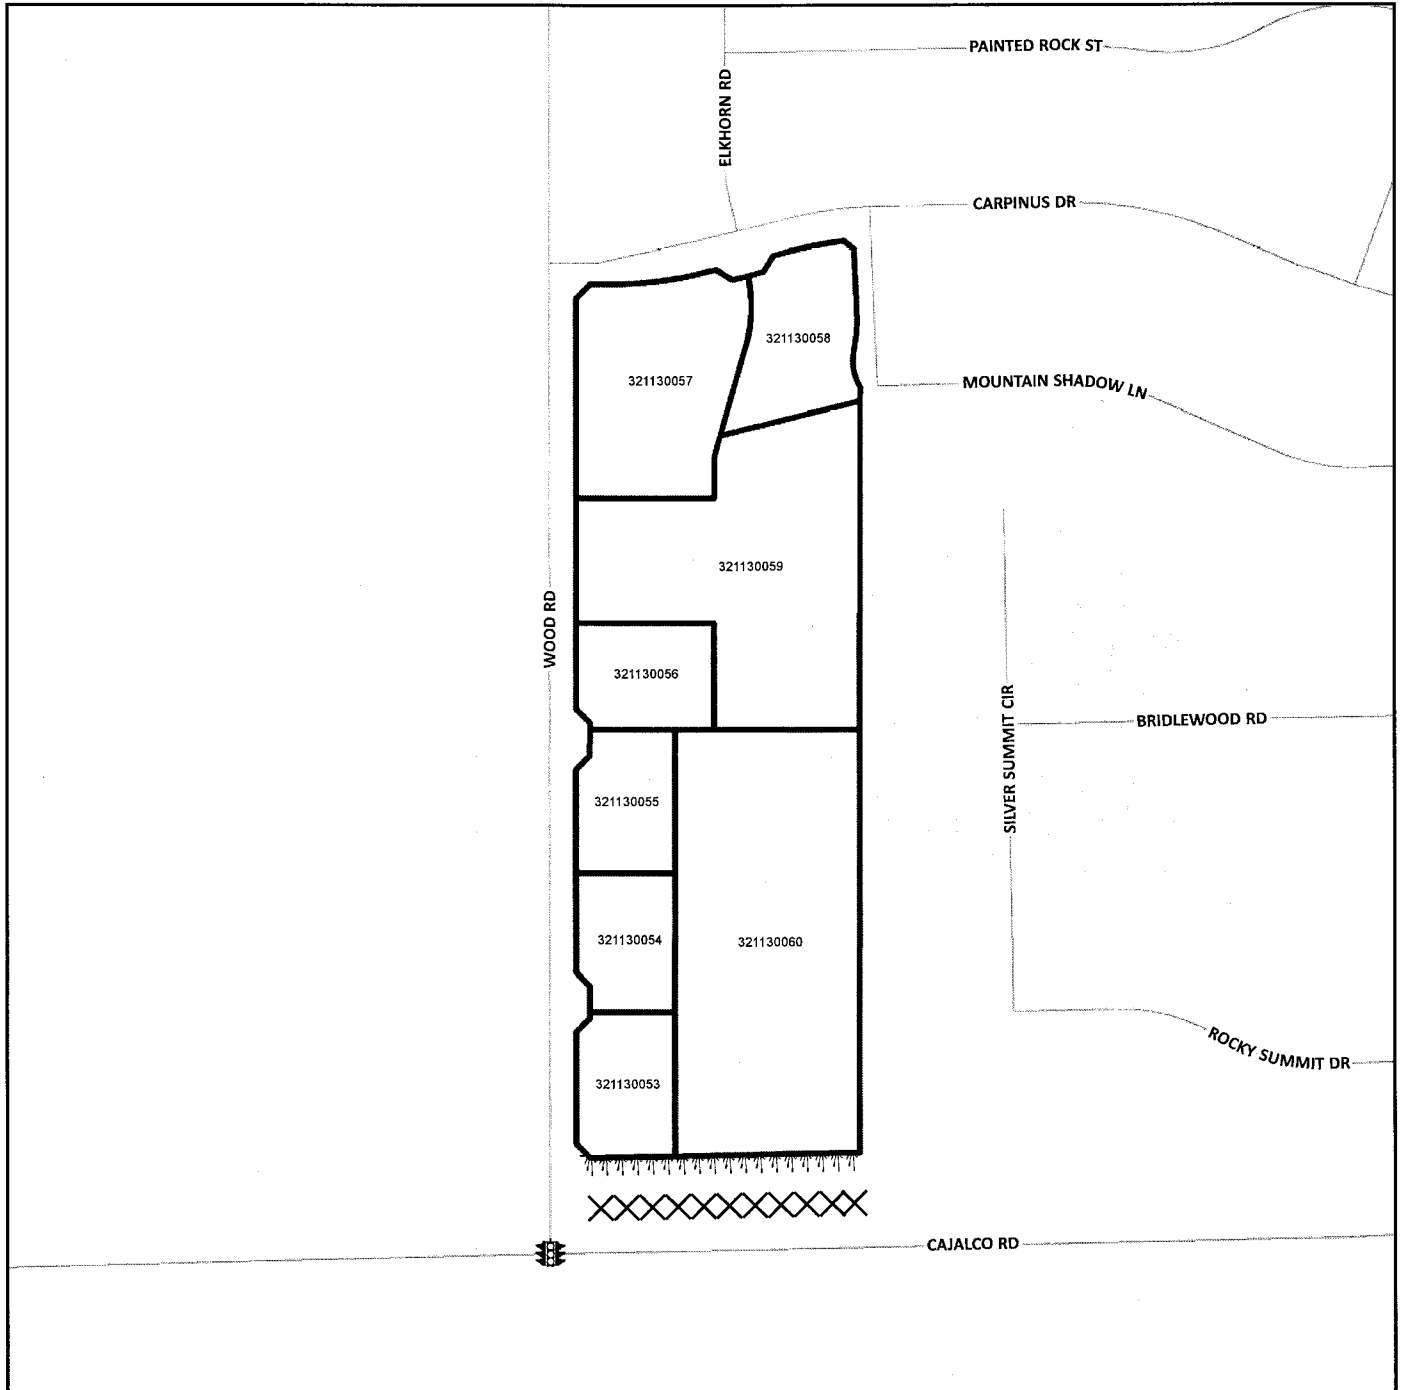 PAINTED ROCK ST
ELKHORN RD
CARPINUS DR
321130058
321130057
MOUNTAIN SHADOW LN
321130059
WOOD RD
321130056
SILVER SUMMIT CIR
BRIDLEWOOD RD
321130055
321130054
321130060
ROCKY SUMMIT DR
321130053
CAJALCO RD